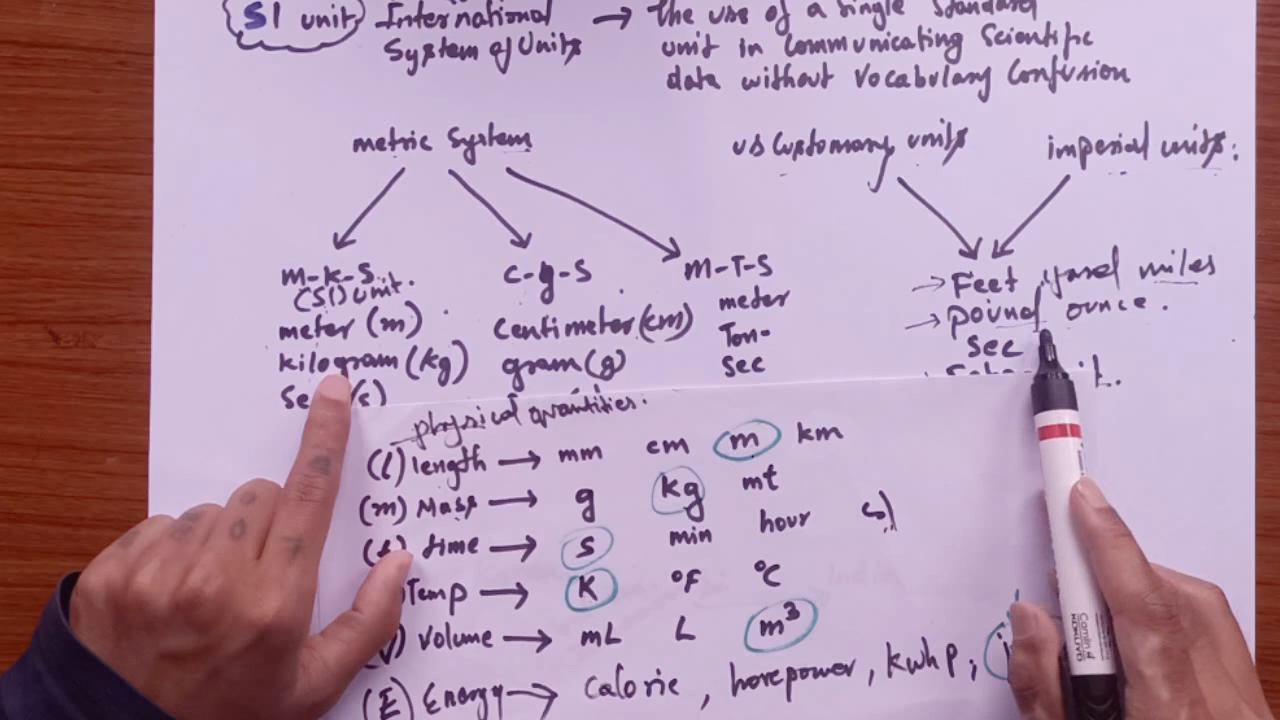 SI unit International → The use of a single Standard
System of Units unit in Communicating Scientific
data without Vocabulary Confusion
metric System us Customary units imperial units:
m-k-s. c-g-s m-T-s → Feet yard miles
(SI) unit. meter → pound ounce.
meter (m) Centimeter (cm) Ton- sec
kilogram (kg) gram (g) sec
Se (s)
physical quantities.
(l) length → mm cm m km
(m) Mass → g kg mt
(t) time → s min hour
Temp → K °F °C
(v) Volume → mL L m³
(E) Energy → Calorie, horepower, kwhp;